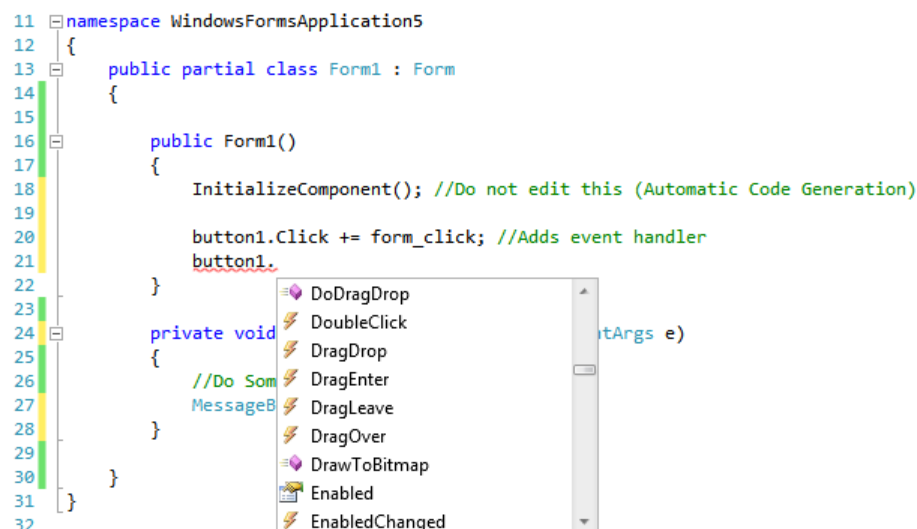 11 namespace WindowsFormsApplication5
12 {
13 public partial class Form1 : Form
14 {
15
16 public Form1()
17 {
18 InitializeComponent(); //Do not edit this (Automatic Code Generation)
19
20 button1.Click += form_click; //Adds event handler
21 button1.
22 }
DoDragDrop
23
DoubleClick
24 private void tArgs e)
DragDrop
25 {
DragEnter
26 //Do Som
DragLeave
27 MessageB
28 }
DragOver
29
DrawToBitmap
30 }
Enabled
31 }
EnabledChanged
32